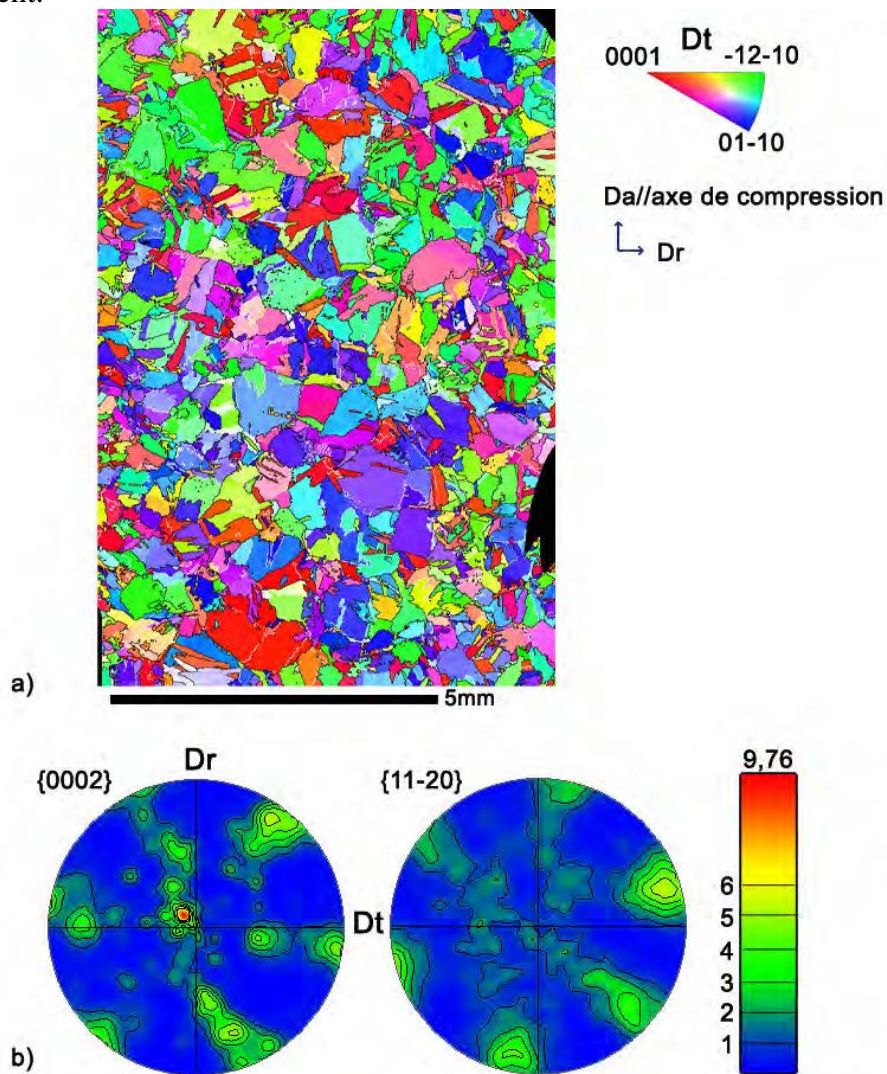 ent.
Dt
0001 -12-10
01-10
Da//axe de compression
Dr
a)
5mm
Dr
{0002} {11-20} 9,76
6
5
Dt
4
3
2
1
b)